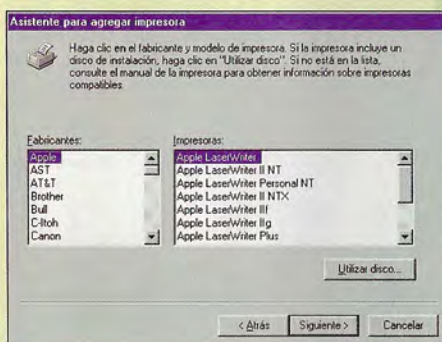 Asistente para agregar impresora
Haga clic en el fabricante y modelo de impresora. Si la impresora incluye un
disco de instalación, haga clic en "Utilizar disco". Si no está en la lista,
consulte el manual de la impresora para obtener información sobre impresoras
compatibles.
Fabricantes:
Apple
AST
AT&T
Brother
Bull
C-Itoh
Canon
Impresoras:
Apple LaserWriter
Apple LaserWriter II NT
Apple LaserWriter Personal NT
Apple LaserWriter II NTX
Apple LaserWriter IIf
Apple LaserWriter IIg
Apple LaserWriter Plus
Utilizar disco...
< Atrás
Siguiente >
Cancelar